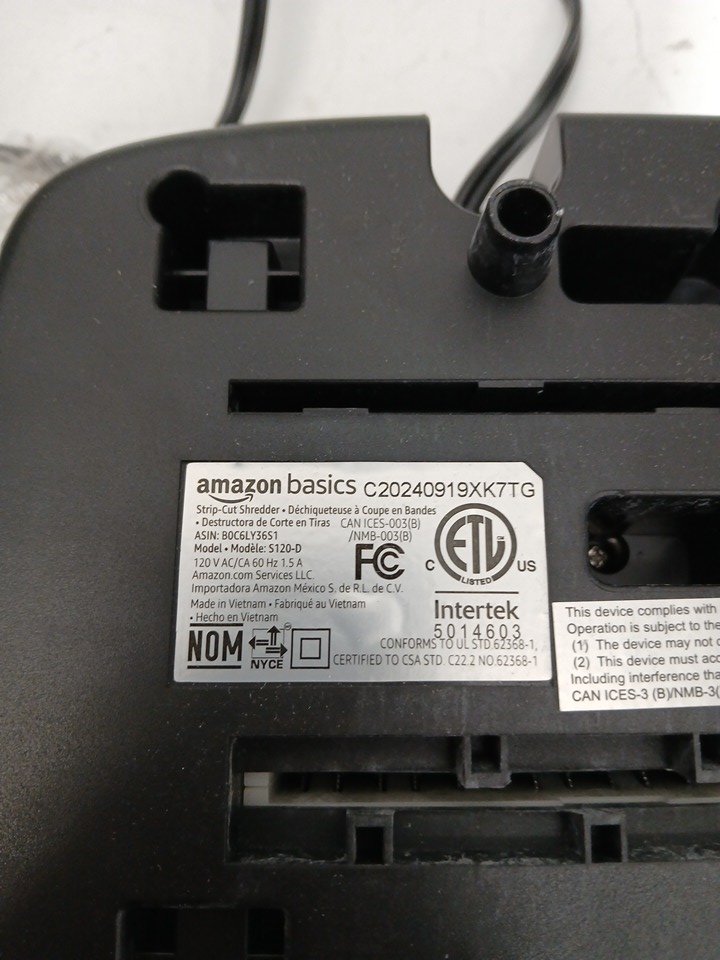 amazon basics C20240919XK7TG
Strip-Cut Shredder • Déchiqueteuse à Coupe en Bandes
• Destructora de Corte en Tiras CAN ICES-003(B)
/NMB-003(B)
ASIN: B0C6LY36S1
Model • Modèle: S120-D
120 V AC/CA 60 Hz 1.5 A
Amazon.com Services LLC.
Importadora Amazon México S. de R.L. de C.V.
Made in Vietnam • Fabriqué au Vietnam
• Hecho en Vietnam
FC
C ETL US
LISTED
Intertek
5014603
NOM
NYCE
CONFORMS TO UL STD 62368-1,
CERTIFIED TO CSA STD. C22.2 NO 62368-1
This device complies with
Operation is subject to the
(1) The device may not
(2) This device must
Including interference
CAN ICES-3 (B)/NMB-3(